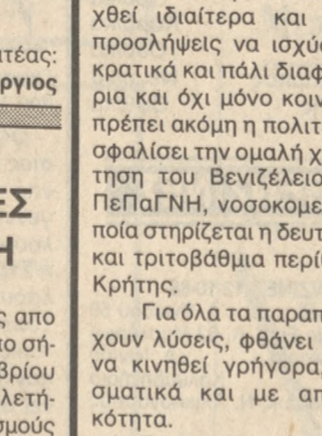 ατέας:
ργιος
ΕΣ
Η
ς απο
πο σή-
βρίου
λετή-
σμούς
χθεί ιδιαίτερα και
προσλήψεις να ισχύσ
κρατικά και πάλι διαφ
ρια και όχι μόνο κοιν
πρέπει ακόμη η πολιτ
σφαλίσει την ομαλή χ
τηση του Βενιζέλειο
ΠεΠαΓΝΗ, νοσοκομε
ποία στηρίζεται η δευτ
και τριτοβάθμια περί
Κρήτης.
Για όλα τα παραπ
χουν λύσεις, φθάνει
να κινηθεί γρήγορα,
σματικά και με απ
κότητα.